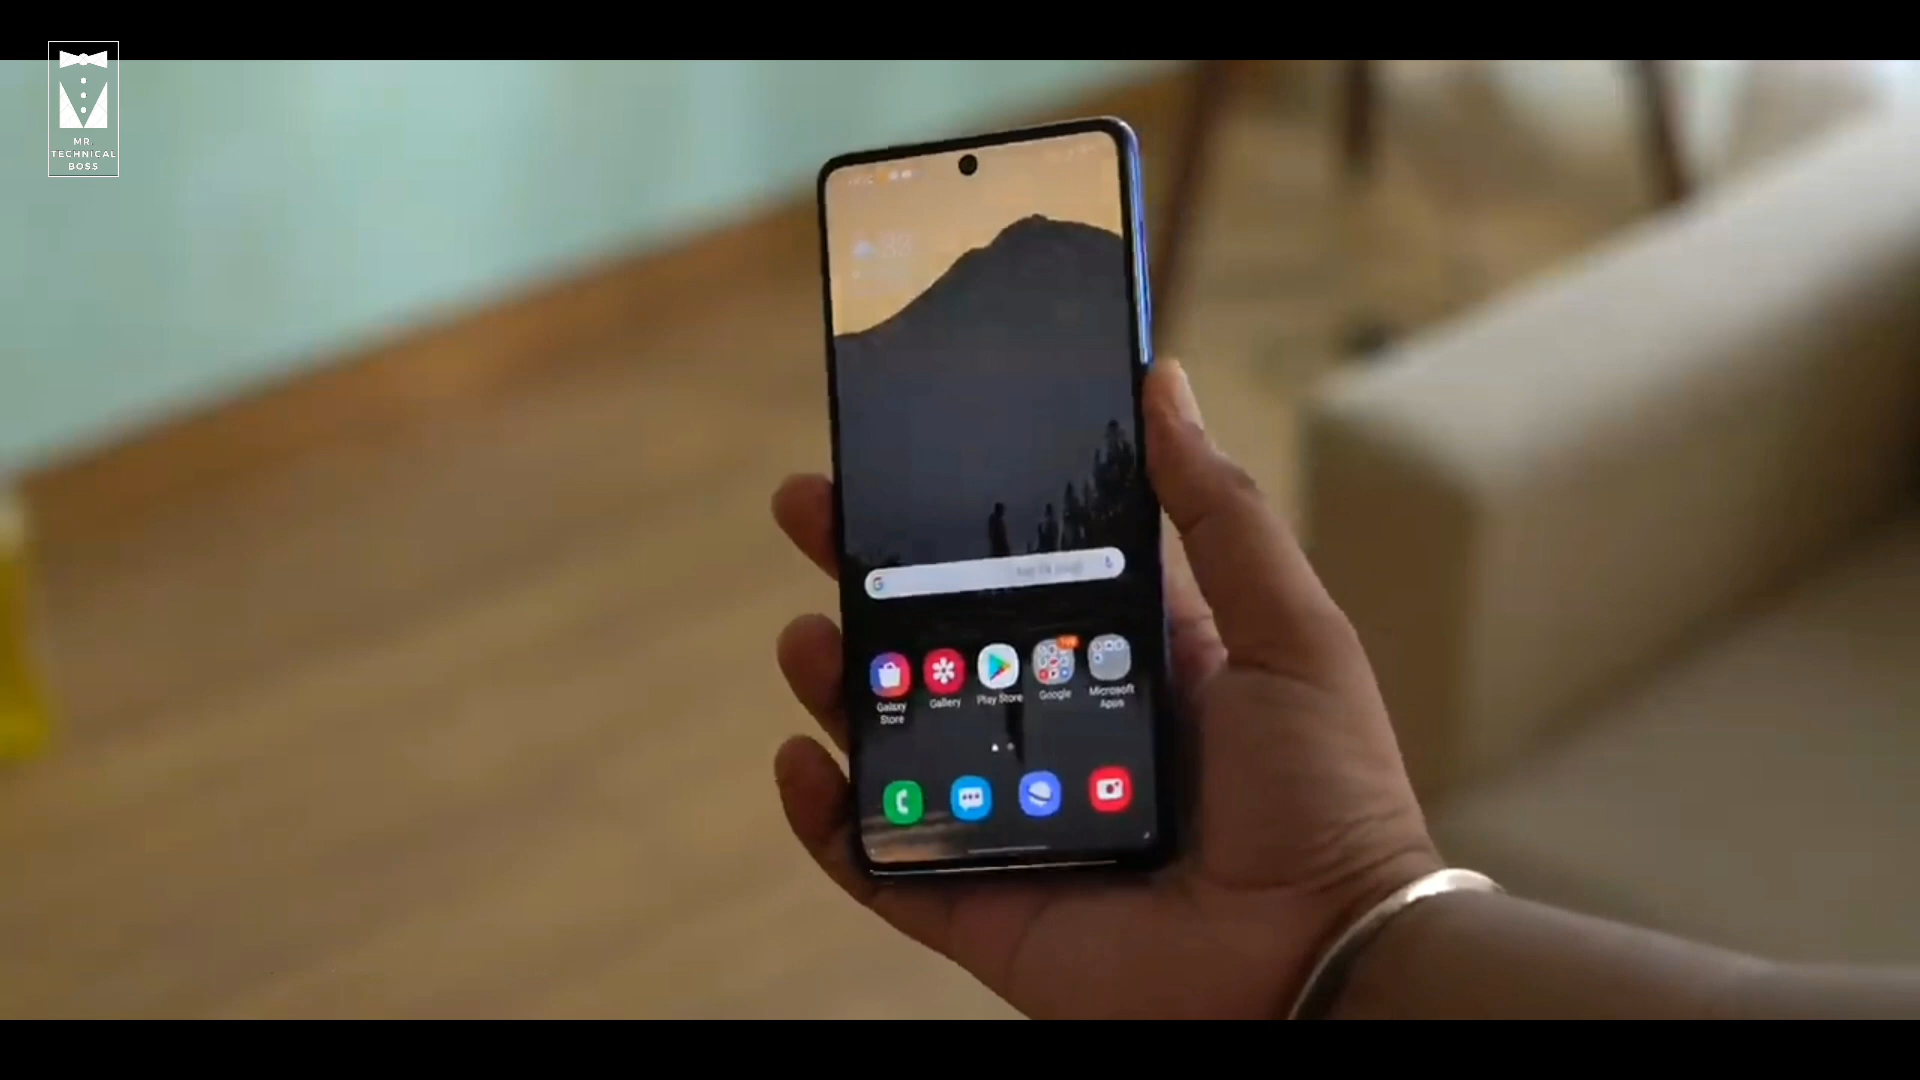 MR.
TECHNICAL
BOSS
Galaxy
Store
Gallery
Play Store
Google
Microsoft
Apps